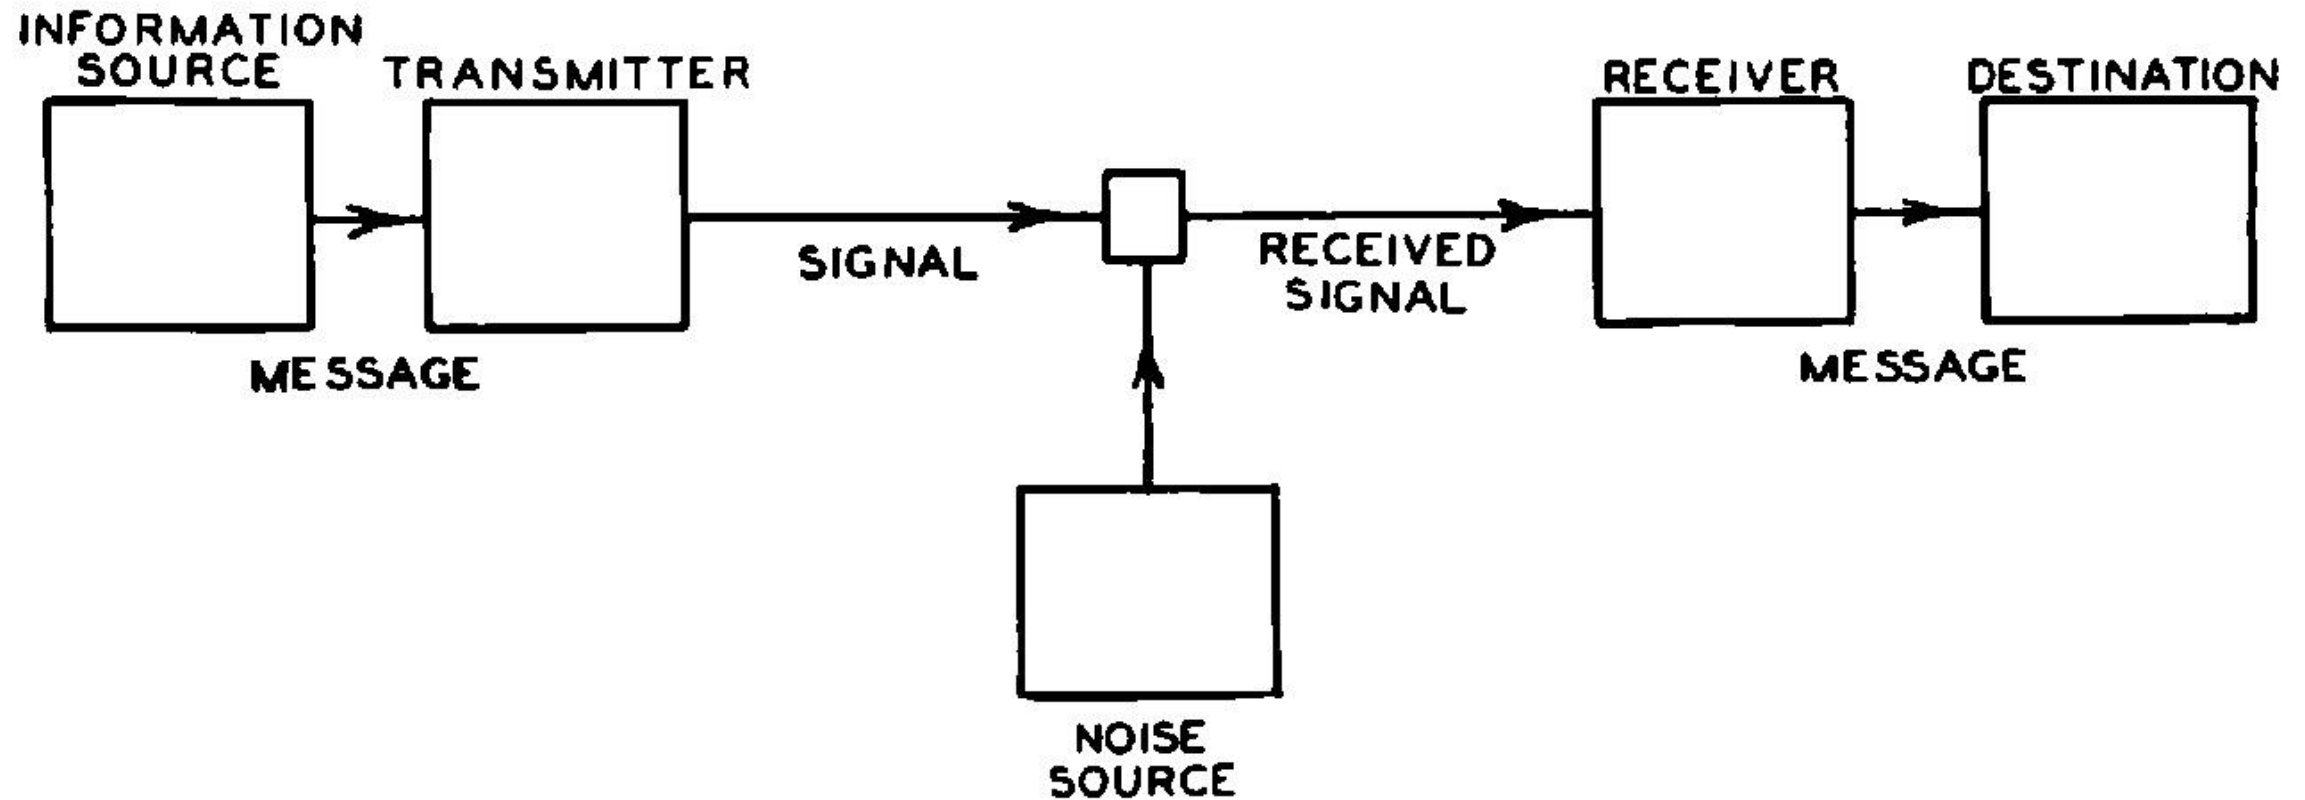 INFORMATION
SOURCE
TRANSMITTER
RECEIVER
DESTINATION
SIGNAL
RECEIVED
SIGNAL
MESSAGE
MESSAGE
NOISE
SOURCE